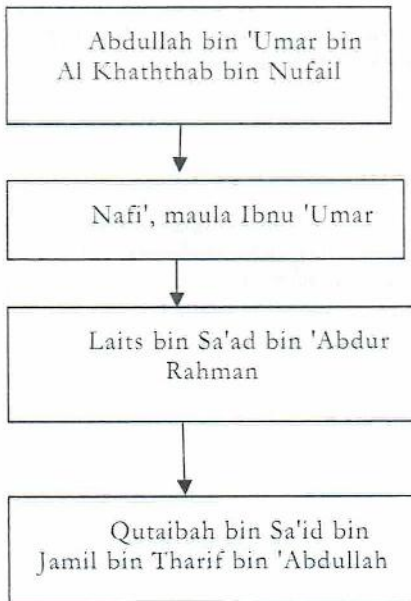 Abdullah bin 'Umar bin
Al Khaththab bin Nufail
Nafi', maula Ibnu 'Umar
Laits bin Sa'ad bin 'Abdur
Rahman
Qutaibah bin Sa'id bin
Jamil bin Tharif bin 'Abdullah